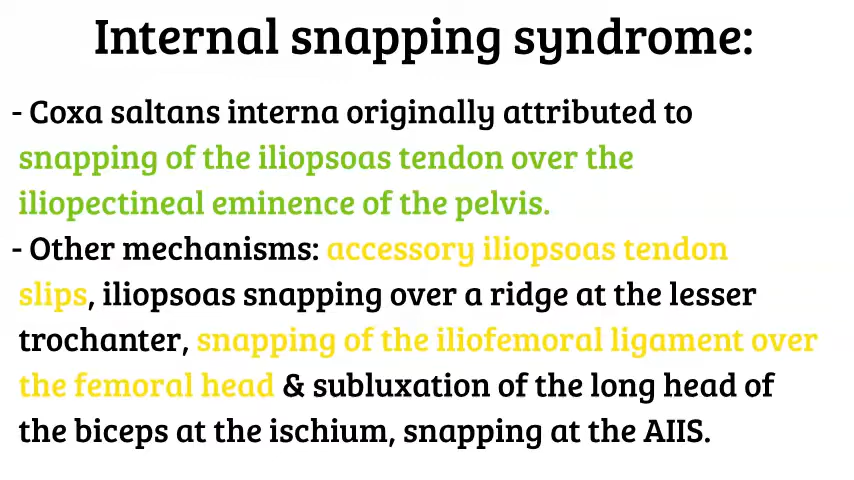 Internal snapping syndrome:
- Coxa saltans interna originally attributed to
snapping of the iliopsoas tendon over the
iliopectineal eminence of the pelvis.
- Other mechanisms: accessory iliopsoas tendon
slips, iliopsoas snapping over a ridge at the lesser
trochanter, snapping of the iliofemoral ligament over
the femoral head & subluxation of the long head of
the biceps at the ischium, snapping at the AIIS.